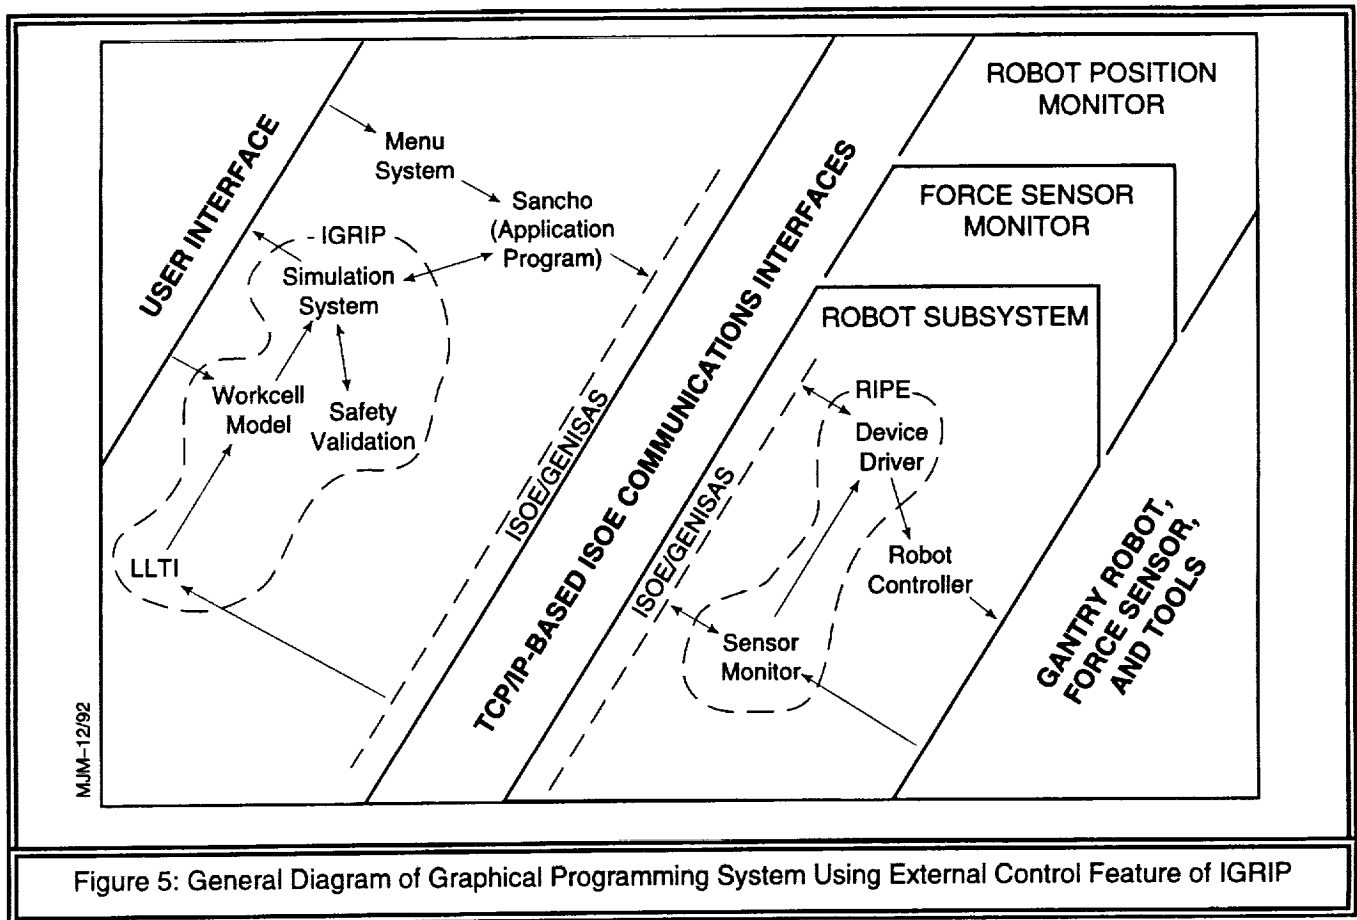 USER INTERFACE
Menu
System
Sancho
(Application
Program)
IGRIP
Simulation
System
Workcell
Model
Safety
Validation
LLTI
ISOE/GENISAS
TCP/IP-BASED ISOE COMMUNICATIONS INTERFACES
ROBOT POSITION
MONITOR
FORCE SENSOR
MONITOR
ROBOT SUBSYSTEM
ISOE/GENISAS
RIPE
Device
Driver
Robot
Controller
Sensor
Monitor
GANTRY ROBOT,
FORCE SENSOR,
AND TOOLS
MJM–12/92
Figure 5: General Diagram of Graphical Programming System Using External Control Feature of IGRIP